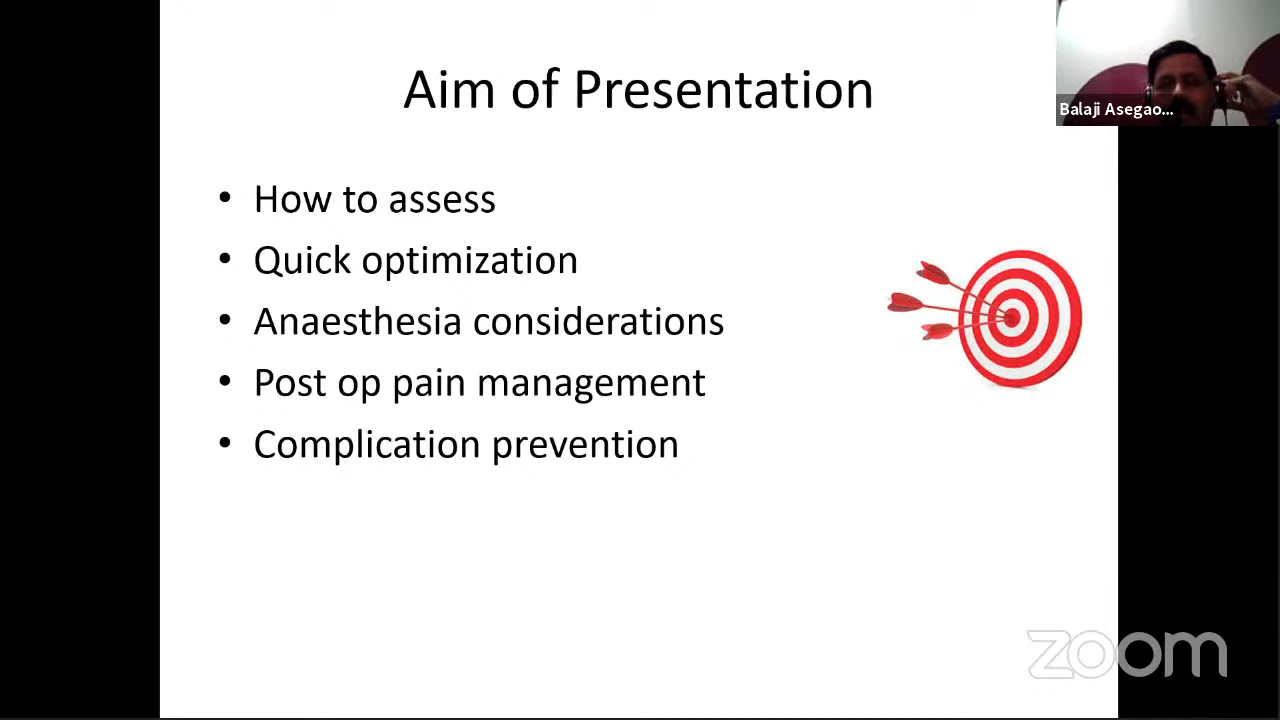 Aim of Presentation
Balaji Asegao...
• How to assess
• Quick optimization
• Anaesthesia considerations
• Post op pain management
• Complication prevention
zoom